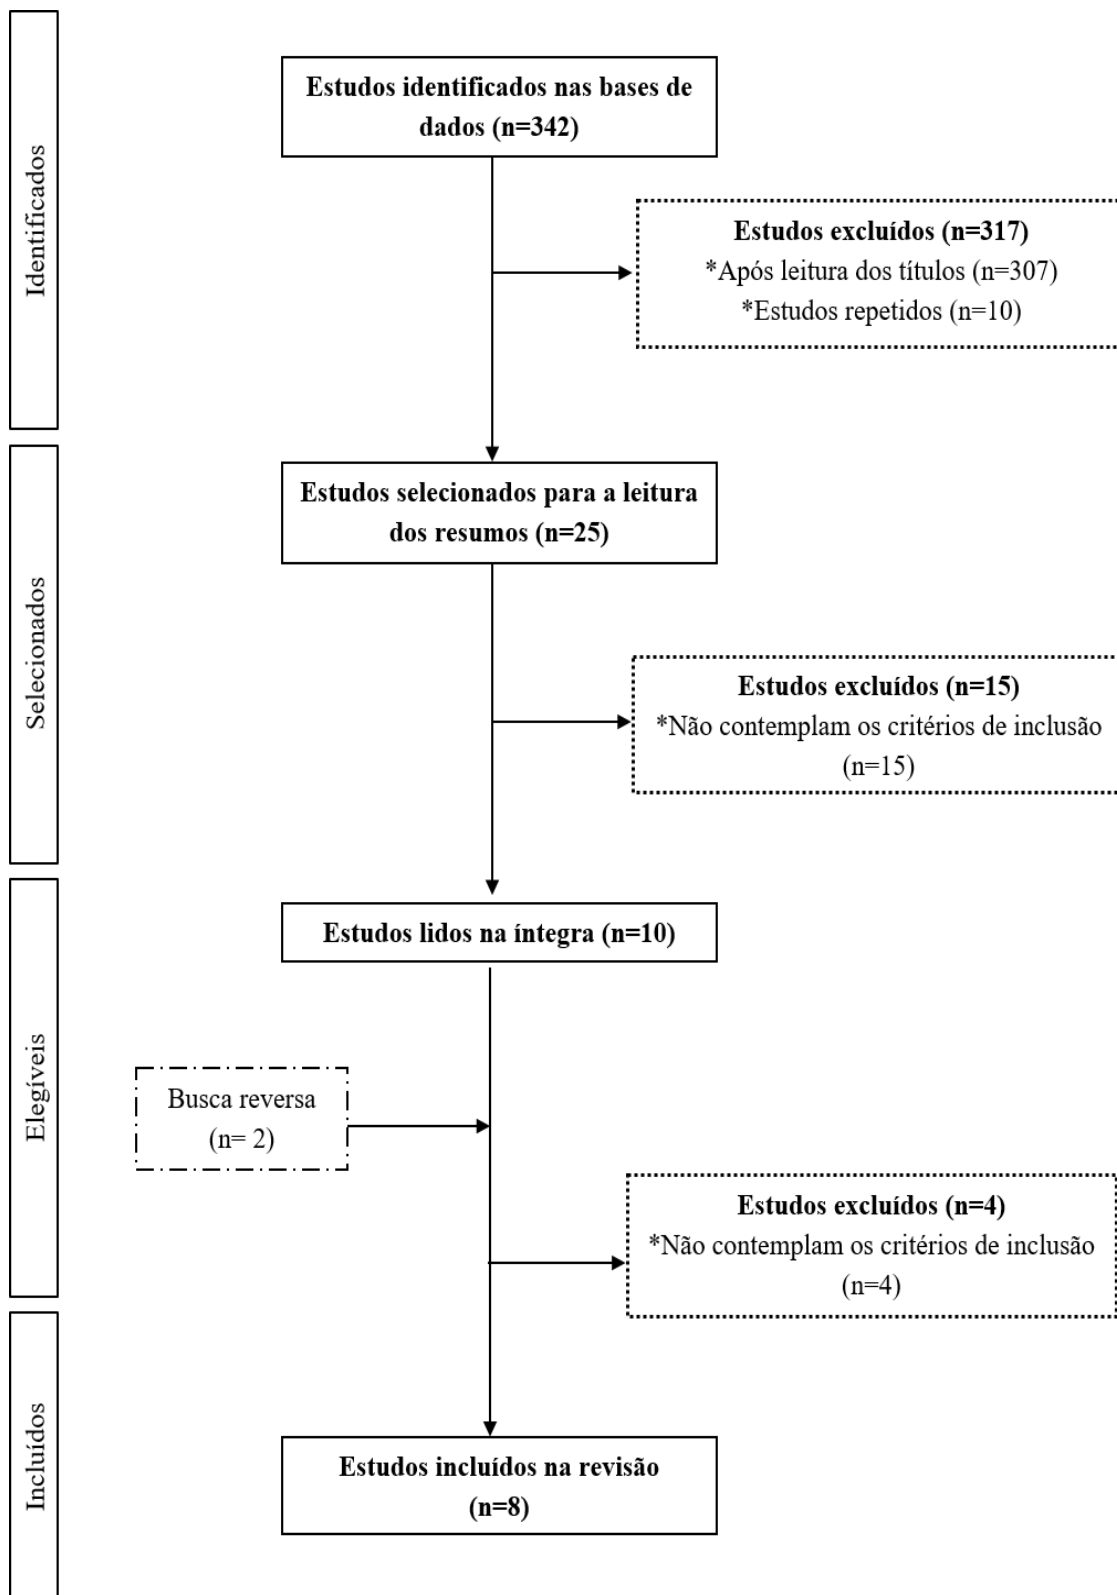 Identificados
Estudos identificados nas bases de
dados (n=342)
Estudos excluídos (n=317)
*Após leitura dos títulos (n=307)
*Estudos repetidos (n=10)
Selecionados
Estudos selecionados para a leitura
dos resumos (n=25)
Estudos excluídos (n=15)
*Não contemplam os critérios de inclusão
(n=15)
Elegíveis
Estudos lidos na íntegra (n=10)
Busca reversa
(n= 2)
Estudos excluídos (n=4)
*Não contemplam os critérios de inclusão
(n=4)
Incluídos
Estudos incluídos na revisão
(n=8)